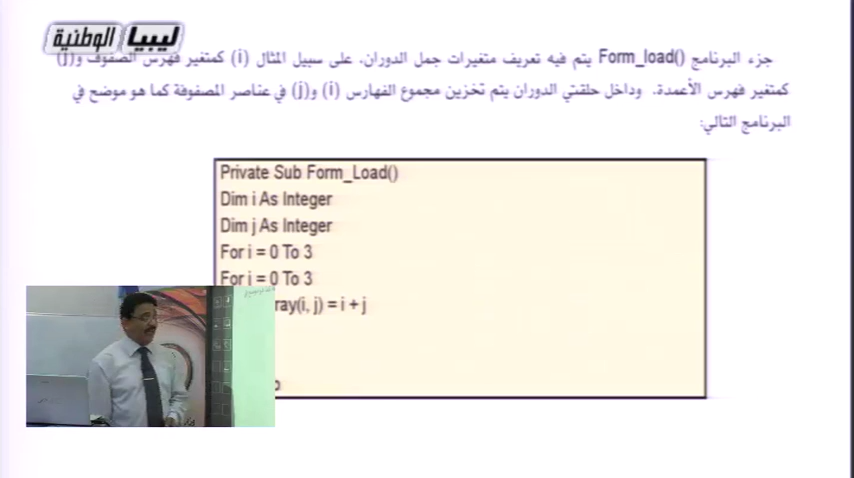 ليبيا الوطنية
جزء البرنامج Form_load() يتم فيه تعريف متغيرات جمل الدوران، على سبيل المثال (i) كمتغير فهرس الصفوف و(j)
كمتغير فهرس الأعمدة. وداخل حلقتي الدوران يتم تخزين مجموع الفهارس (i) و(j) في عناصر المصفوفة كما هو موضح في
البرنامج التالي:
Private Sub Form_Load()
Dim i As Integer
Dim j As Integer
For i = 0 To 3
For j = 0 To 3
ray(i, j) = i + j